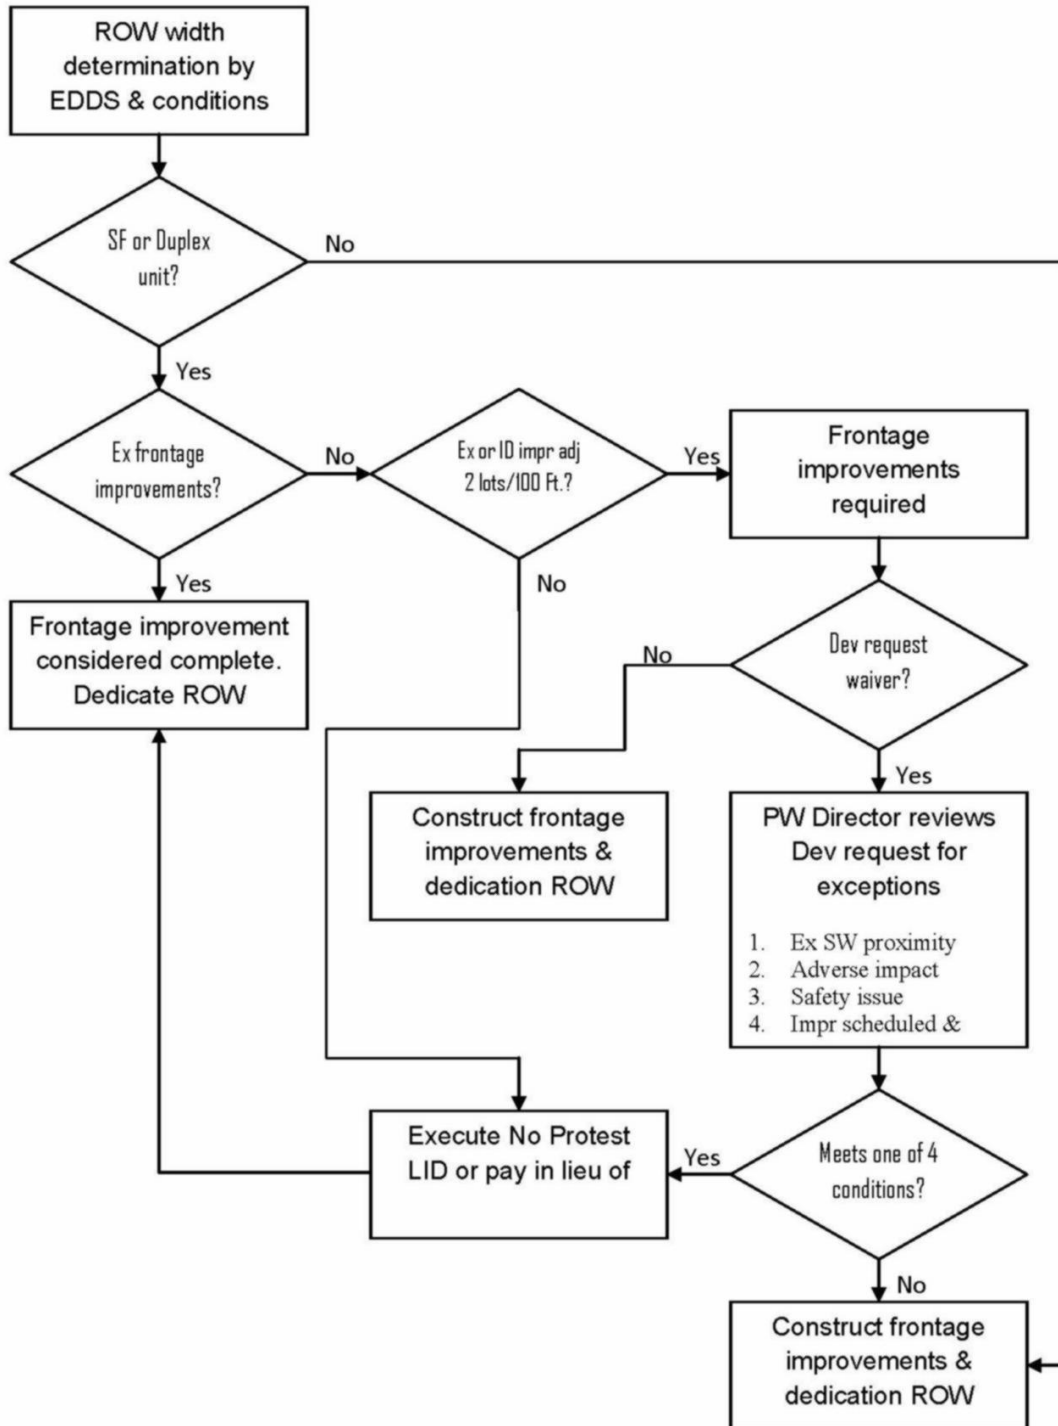 ROW width
determination by
EDDS & conditions
SF or Duplex
unit?
No
Yes
Ex frontage
improvements?
No
Ex or ID impr adj
2 lots/100 Ft.?
Yes
Frontage
improvements
required
Yes
No
Frontage improvement
considered complete.
Dedicate ROW
No
Dev request
waiver?
Yes
Construct frontage
improvements &
dedication ROW
PW Director reviews
Dev request for
exceptions
1. Ex SW proximity
2. Adverse impact
3. Safety issue
4. Impr scheduled &
Execute No Protest
LID or pay in lieu of
Yes
Meets one of 4
conditions?
No
Construct frontage
improvements &
dedication ROW